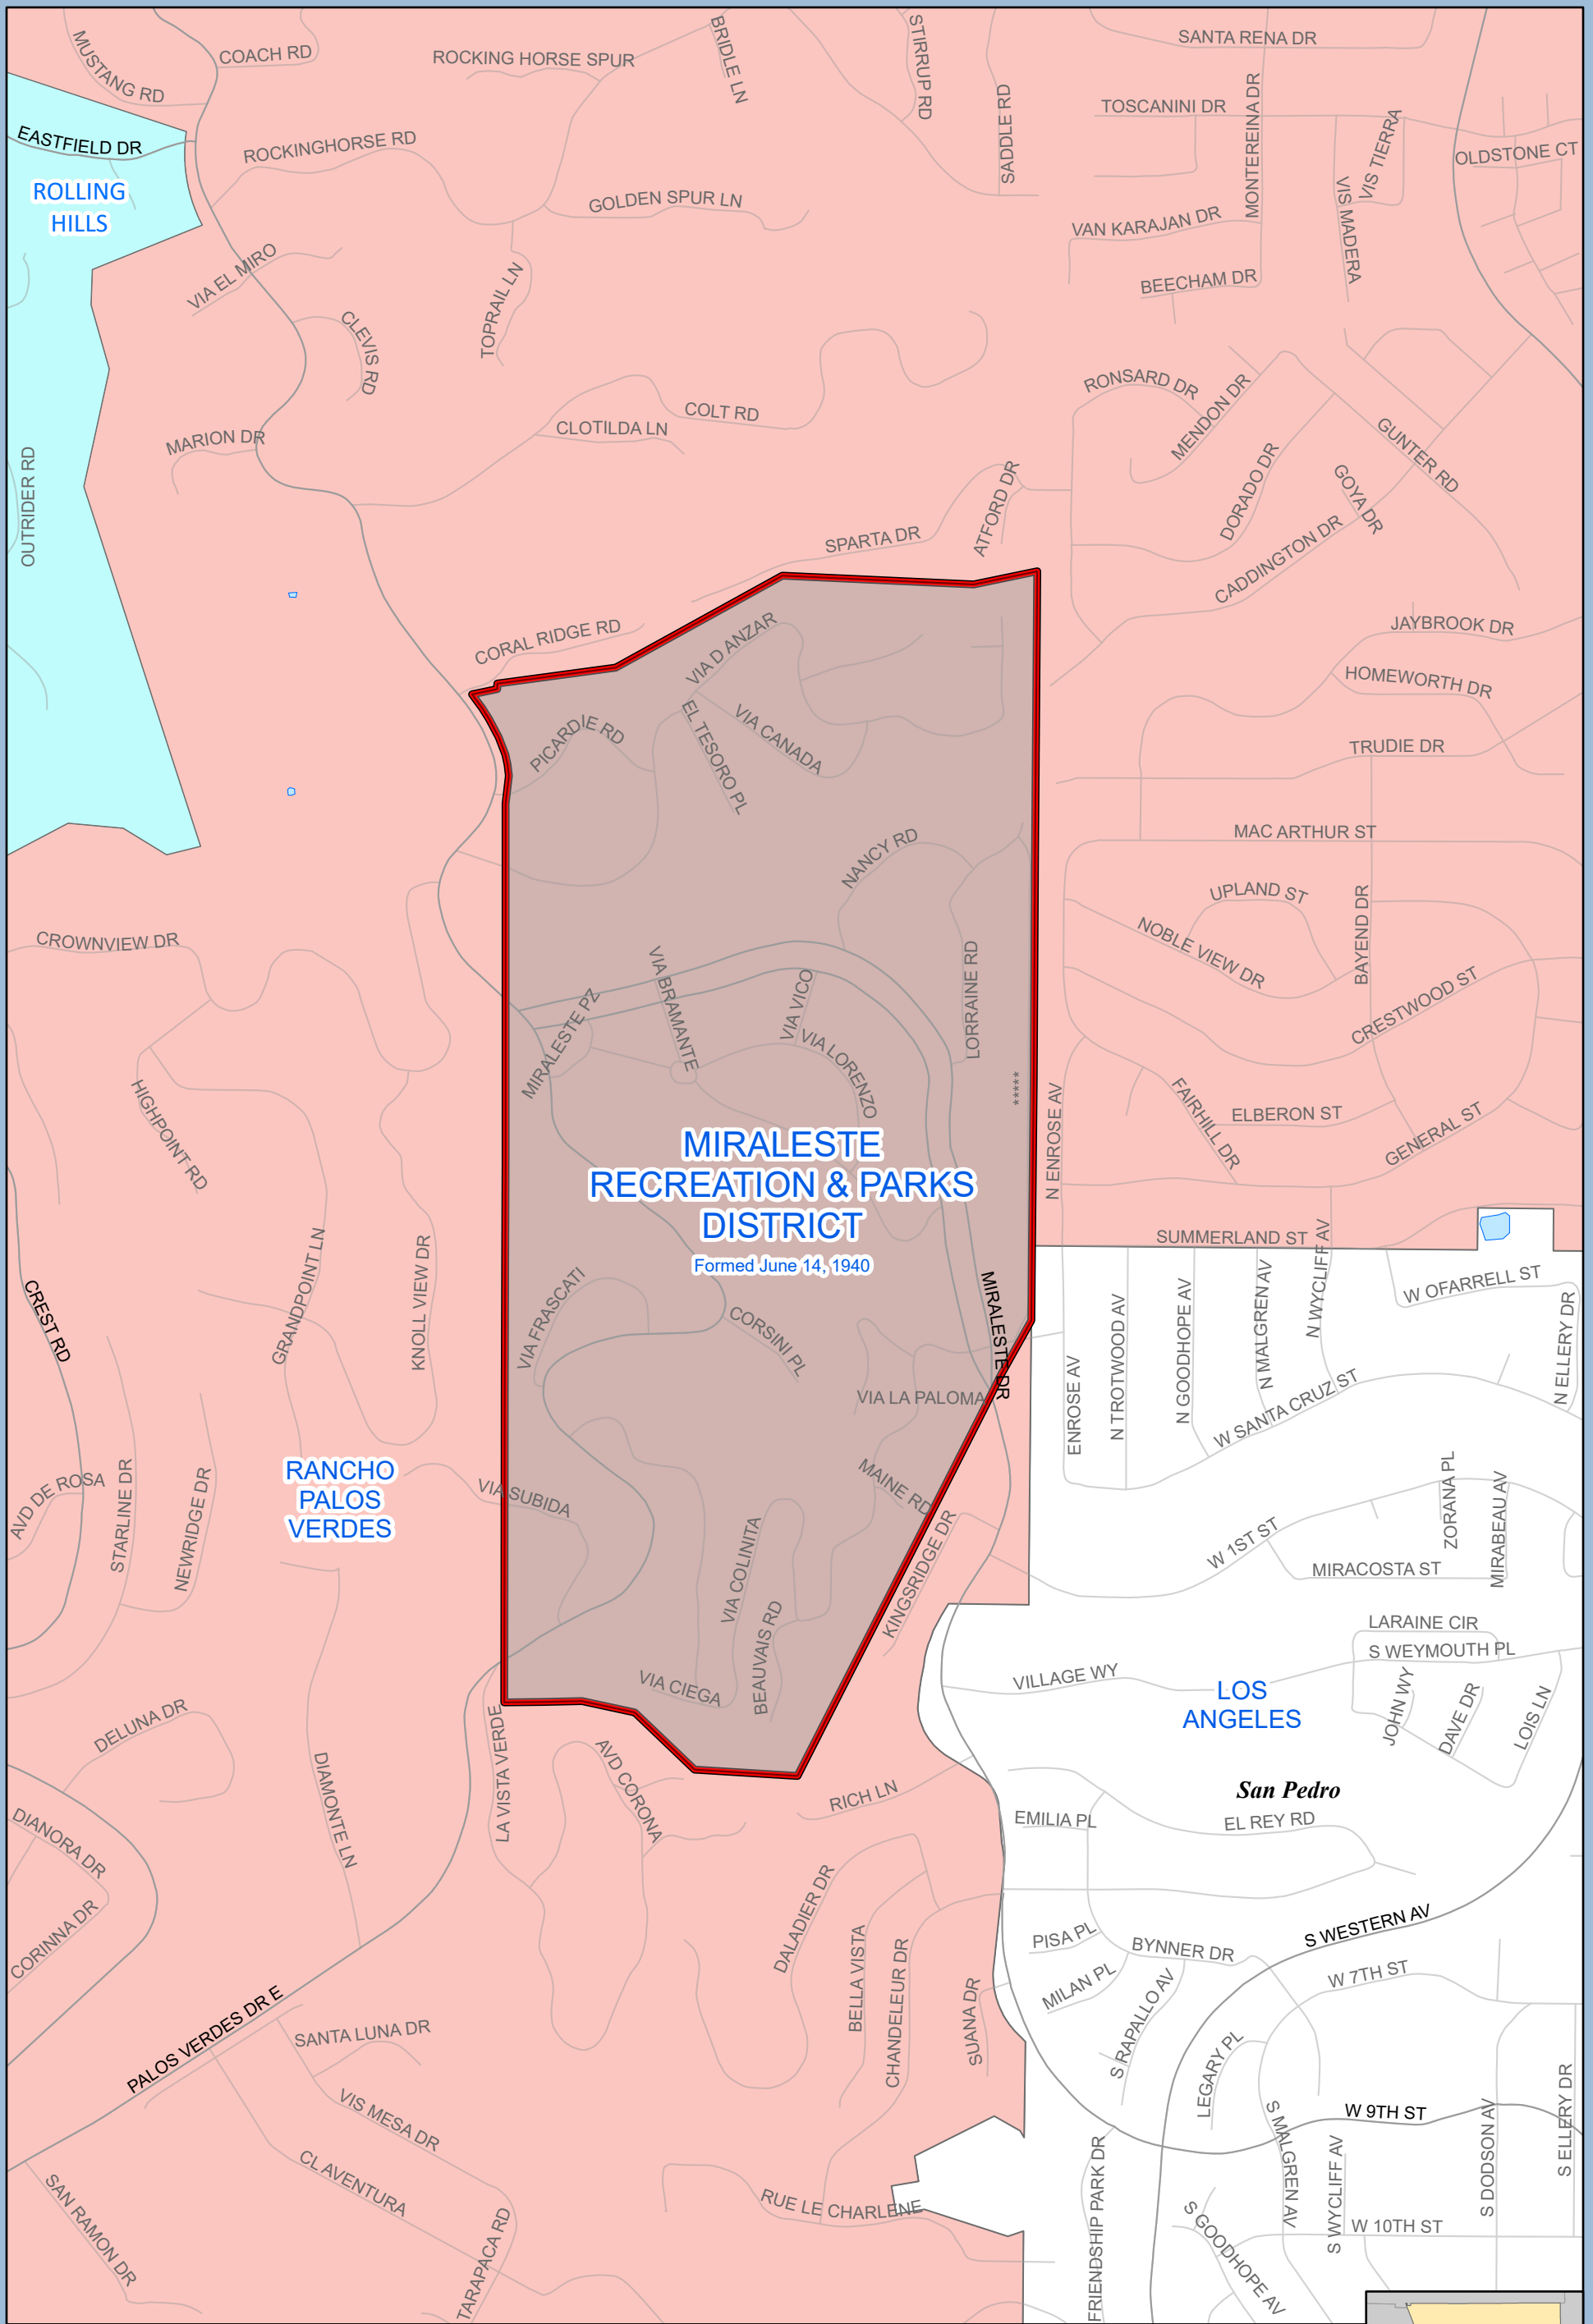 MUSTANG RD
COACH RD
ROCKING HORSE SPUR
BRIDLE LN
STIRRUP RD
SADDLE RD
SANTA RENA DR
TOSCANINI DR
MONTEREINA DR
VIS TIERRA
OLDSTONE CT
EASTFIELD DR
ROCKINGHORSE RD
ROLLING
HILLS
GOLDEN SPUR LN
VAN KARAJAN DR
VIS MADERA
VIA EL MIRO
TOPRAIL LN
BEECHAM DR
CLEVIS RD
COLT RD
CLOTILDA LN
MARION DR
RONSARD DR
MENDON DR
GUNTER RD
OUTRIDER RD
DORADO DR
GOYA DR
ATFORD DR
SPARTA DR
CADDINGTON DR
CORAL RIDGE RD
VIA D ANZAR
JAYBROOK DR
HOMEWORTH DR
PICARDIE RD
EL TESORO PL
VIA CANADA
TRUDIE DR
NANCY RD
MAC ARTHUR ST
UPLAND ST
NOBLE VIEW DR
BAYEND DR
CROWNVIEW DR
VIA BRAMANTE
VIA VICO
LORRAINE RD
CRESTWOOD ST
MIRALESTE PZ
VIA LORENZO
*****
N ENROSE AV
FAIRHILL DR
ELBERON ST
GENERAL ST
HIGHPOINT RD
MIRALESTE
RECREATION & PARKS
DISTRICT
Formed June 14, 1940
SUMMERLAND ST
N WYCLIFF AV
CREST RD
GRANDPOINT LN
KNOLL VIEW DR
VIA FRASCATI
CORSINI PL
MIRALESTE DR
VIA LA PALOMA
ENROSE AV
N TROTWOOD AV
N GOODHOPE AV
N MALGREN AV
W OFARRELL ST
N ELLERY DR
W SANTA CRUZ ST
RANCHO
PALOS
VERDES
AVD DE ROSA
STARLINE DR
NEWRIDGE DR
VIA SUBIDA
MAINE RD
KINGSRIDGE DR
VIA COLINITA
BEAUVAIS RD
VIA CIEGA
W 1ST ST
ZORANA PL
MIRABEAU AV
MIRACOSTA ST
LARAINE CIR
S WEYMOUTH PL
VILLAGE WY
LOS
ANGELES
JOHN WY
DAVE DR
LOIS LN
San Pedro
DELUNA DR
DIAMONTE LN
LA VISTA VERDE
AVD CORONA
RICH LN
EMILIA PL
EL REY RD
DIANORA DR
CORINNA DR
DALADIER DR
BELLA VISTA
CHANDELEUR DR
SUANA DR
PISA PL
BYNNER DR
MILAN PL
S WESTERN AV
W 7TH ST
S RAPALLO AV
LEGARY PL
PALOS VERDES DR E
SANTA LUNA DR
VIS MESA DR
CL AVENTURA
SAN RAMON DR
TARAPACA RD
RUE LE CHARLENE
FRIENDSHIP PARK DR
S MALGREN AV
W 9TH ST
S WYCLIFF AV
S DODSON AV
S ELLERY DR
S GOODHOPE AV
W 10TH ST